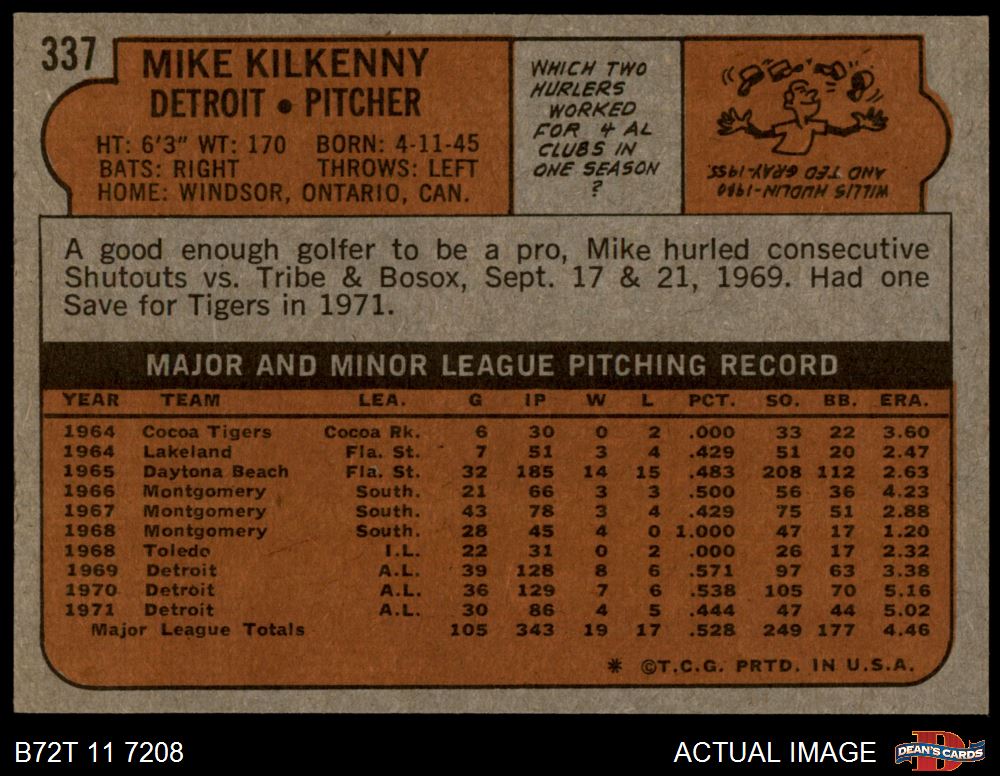 337
MIKE KILKENNY
DETROIT • PITCHER
HT: 6'3" WT: 170 BORN: 4-11-45
BATS: RIGHT THROWS: LEFT
HOME: WINDSOR, ONTARIO, CAN.
WHICH TWO
HURLERS
WORKED
FOR 4 AL
CLUBS IN
ONE SEASON
?
WILLIS HUDLIN-1940
AND TED GRAY-1955.
A good enough golfer to be a pro, Mike hurled consecutive
Shutouts vs. Tribe & Bosox, Sept. 17 & 21, 1969. Had one
Save for Tigers in 1971.
MAJOR AND MINOR LEAGUE PITCHING RECORD
YEAR TEAM LEA. G IP W L PCT. SO. BB. ERA.
1964 Cocoa Tigers Cocoa Rk. 6 30 0 2 .000 33 22 3.60
1964 Lakeland Fla. St. 7 51 3 4 .429 51 20 2.47
1965 Daytona Beach Fla. St. 32 185 14 15 .483 208 112 2.63
1966 Montgomery South. 21 66 3 3 .500 56 36 4.23
1967 Montgomery South. 43 78 3 4 .429 75 51 2.88
1968 Montgomery South. 28 45 4 0 1.000 47 17 1.20
1968 Toledo I.L. 22 31 0 2 .000 26 17 2.32
1969 Detroit A.L. 39 128 8 6 .571 97 63 3.38
1970 Detroit A.L. 36 129 7 6 .538 105 70 5.16
1971 Detroit A.L. 30 86 4 5 .444 47 44 5.02
Major League Totals 105 343 19 17 .528 249 177 4.46
* ©T.C.G. PRTD. IN U.S.A.
B72T 11 7208
ACTUAL IMAGE
D
DEAN'S CARDS